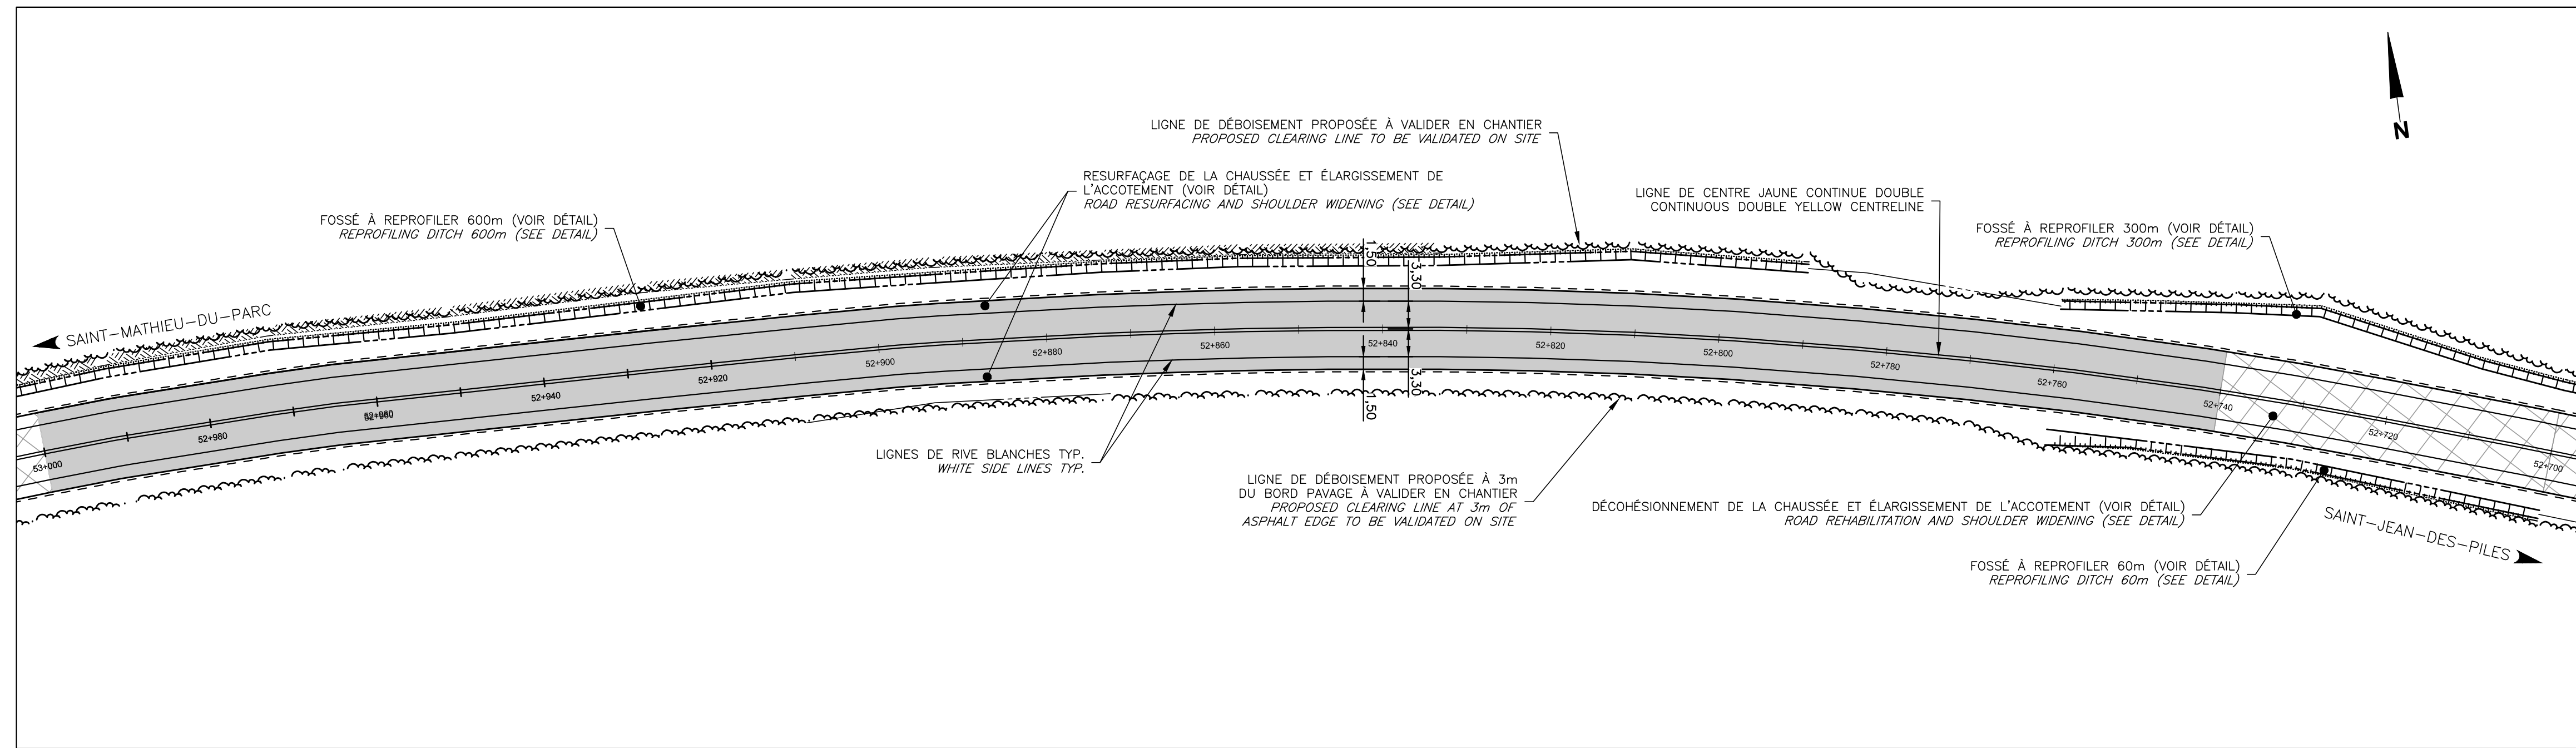 N
LIGNE DE DÉBOISEMENT PROPOSÉE À VALIDER EN CHANTIER
PROPOSED CLEARING LINE TO BE VALIDATED ON SITE
RESURFAÇAGE DE LA CHAUSSÉE ET ÉLARGISSEMENT DE
L'ACCOTEMENT (VOIR DÉTAIL)
ROAD RESURFACING AND SHOULDER WIDENING (SEE DETAIL)
LIGNE DE CENTRE JAUNE CONTINUE DOUBLE
CONTINUOUS DOUBLE YELLOW CENTRELINE
FOSSÉ À REPROFILER 600m (VOIR DÉTAIL)
REPROFILING DITCH 600m (SEE DETAIL)
FOSSÉ À REPROFILER 300m (VOIR DÉTAIL)
REPROFILING DITCH 300m (SEE DETAIL)
SAINT-MATHIEU-DU-PARC
1,50
3,30
3,30
1,50
53+000
52+980
52+960
52+940
52+920
52+900
52+880
52+860
52+840
52+820
52+800
52+780
52+760
52+740
52+720
52+700
LIGNES DE RIVE BLANCHES TYP.
WHITE SIDE LINES TYP.
LIGNE DE DÉBOISEMENT PROPOSÉE À 3m
DU BORD PAVAGE À VALIDER EN CHANTIER
PROPOSED CLEARING LINE AT 3m OF
ASPHALT EDGE TO BE VALIDATED ON SITE
DÉCOHÉSIONNEMENT DE LA CHAUSSÉE ET ÉLARGISSEMENT DE L'ACCOTEMENT (VOIR DÉTAIL)
ROAD REHABILITATION AND SHOULDER WIDENING (SEE DETAIL)
SAINT-JEAN-DES-PILES
FOSSÉ À REPROFILER 60m (VOIR DÉTAIL)
REPROFILING DITCH 60m (SEE DETAIL)